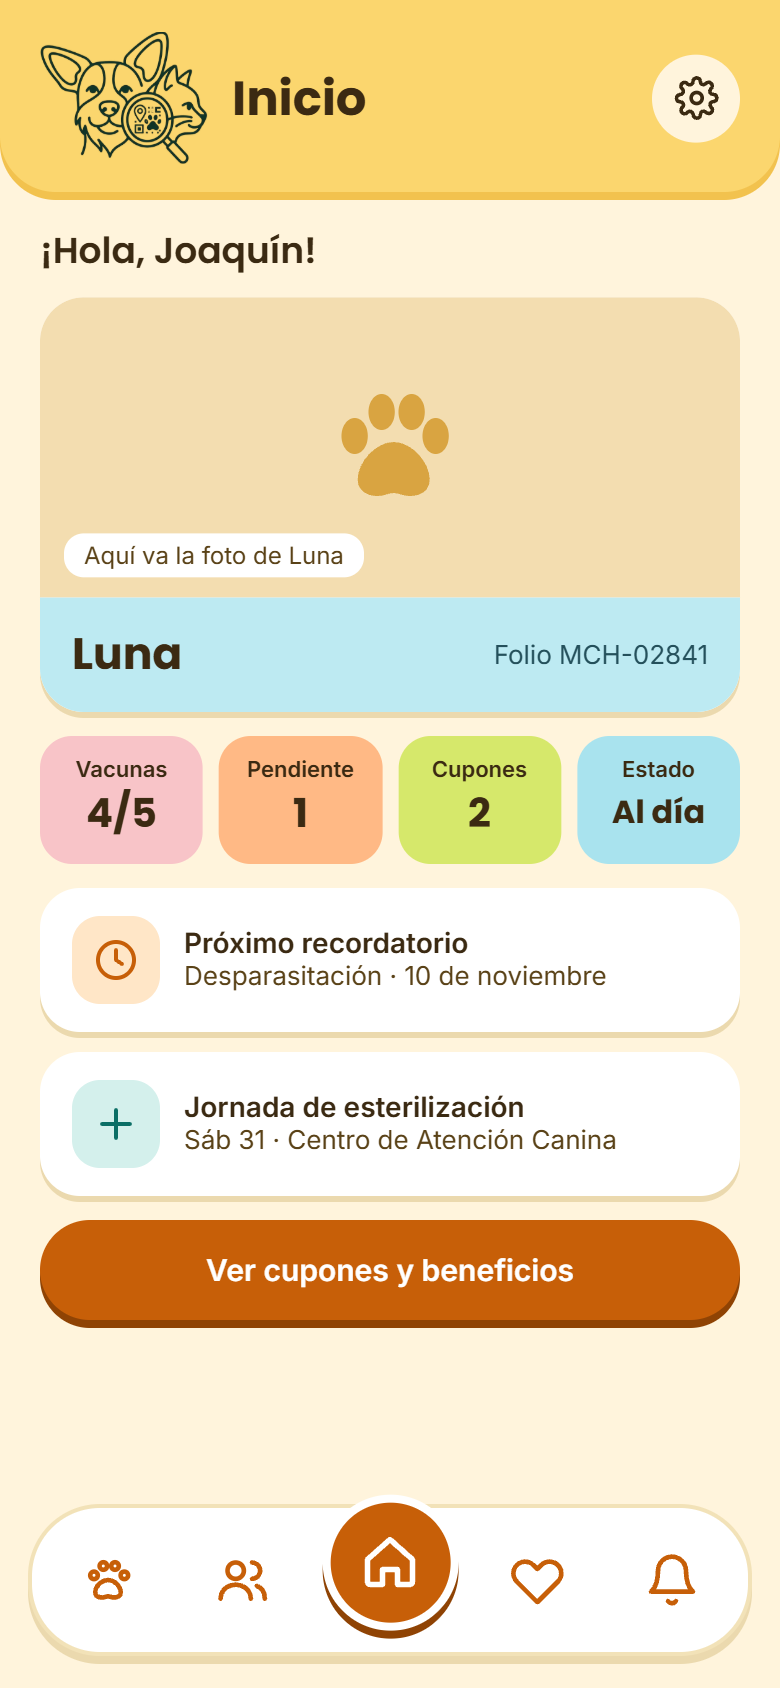 Inicio
¡Hola, Joaquín!
Aquí va la foto de Luna
Luna
Folio MCH-02841
Vacunas
4/5
Pendiente
1
Cupones
2
Estado
Al día
Próximo recordatorio
Desparasitación · 10 de noviembre
Jornada de esterilización
Sáb 31 · Centro de Atención Canina
Ver cupones y beneficios